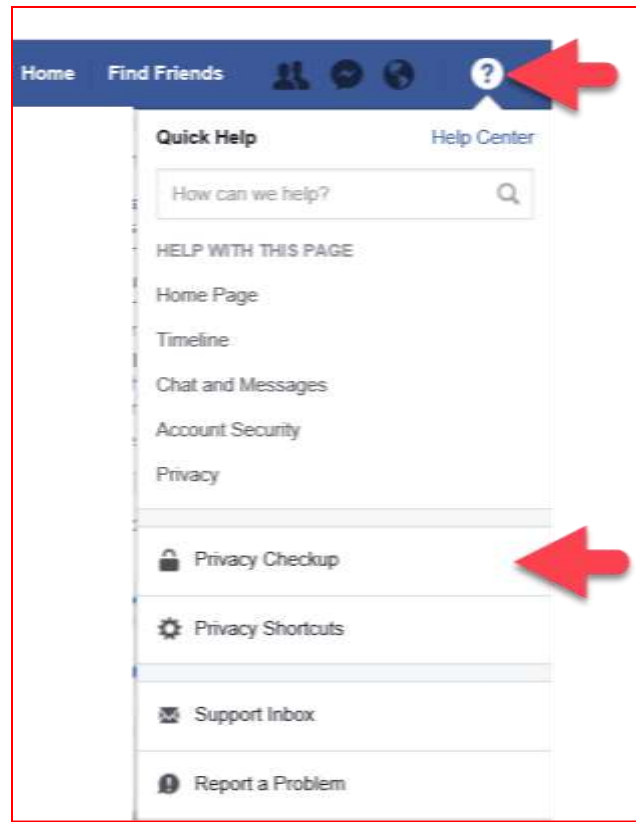 Home Find Friends ?
Quick Help Help Center
How can we help?
HELP WITH THIS PAGE
Home Page
Timeline
Chat and Messages
Account Security
Privacy
Privacy Checkup
Privacy Shortcuts
Support Inbox
Report a Problem